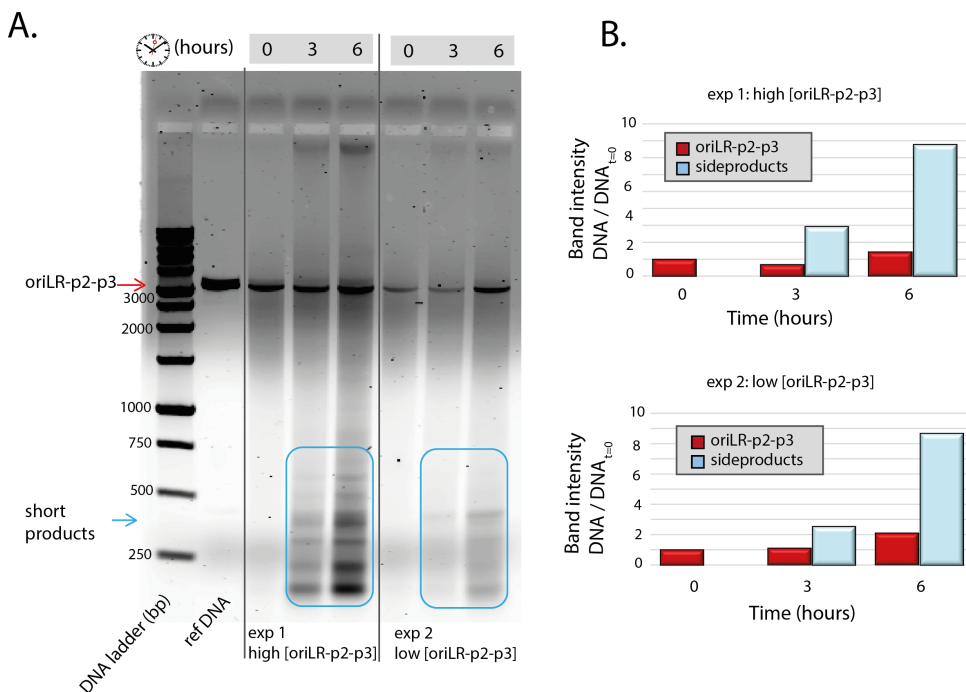 A.
(hours)
0 3 6 0 3 6
oriLR-p2-p3
3000
2000
1000
750
500
short
products
250
DNA ladder (bp)
ref DNA
exp 1
high [oriLR-p2-p3]
exp 2
low [oriLR-p2-p3]
B.
exp 1: high [oriLR-p2-p3]
Band intensity
DNA / DNAt=0
10
8
6
4
2
0
oriLR-p2-p3
sideproducts
0 3 6
Time (hours)
exp 2: low [oriLR-p2-p3]
Band intensity
DNA / DNAt=0
10
8
6
4
2
0
oriLR-p2-p3
sideproducts
0 3 6
Time (hours)